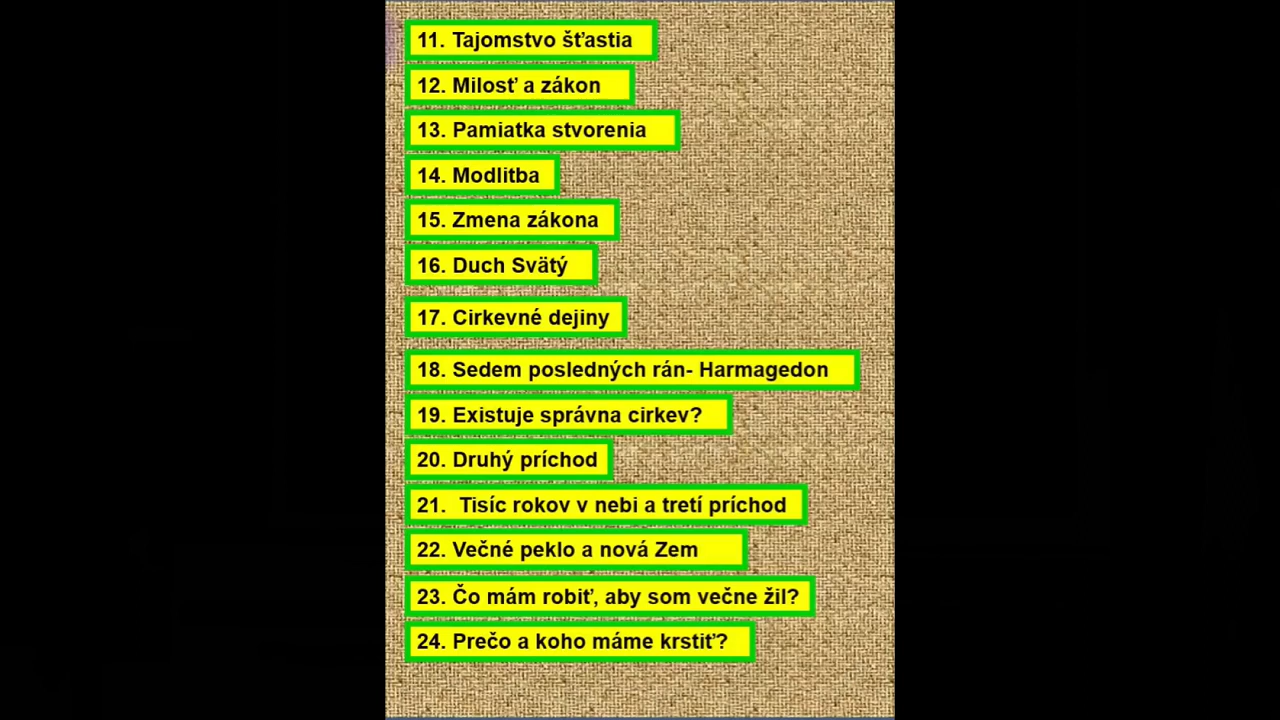 11. Tajomstvo šťastia
12. Milosť a zákon
13. Pamiatka stvorenia
14. Modlitba
15. Zmena zákona
16. Duch Svätý
17. Cirkevné dejiny
18. Sedem posledných rán- Harmagedon
19. Existuje správna cirkev?
20. Druhý príchod
21. Tisíc rokov v nebi a tretí príchod
22. Večné peklo a nová Zem
23. Čo mám robiť, aby som večne žil?
24. Prečo a koho máme krstiť?